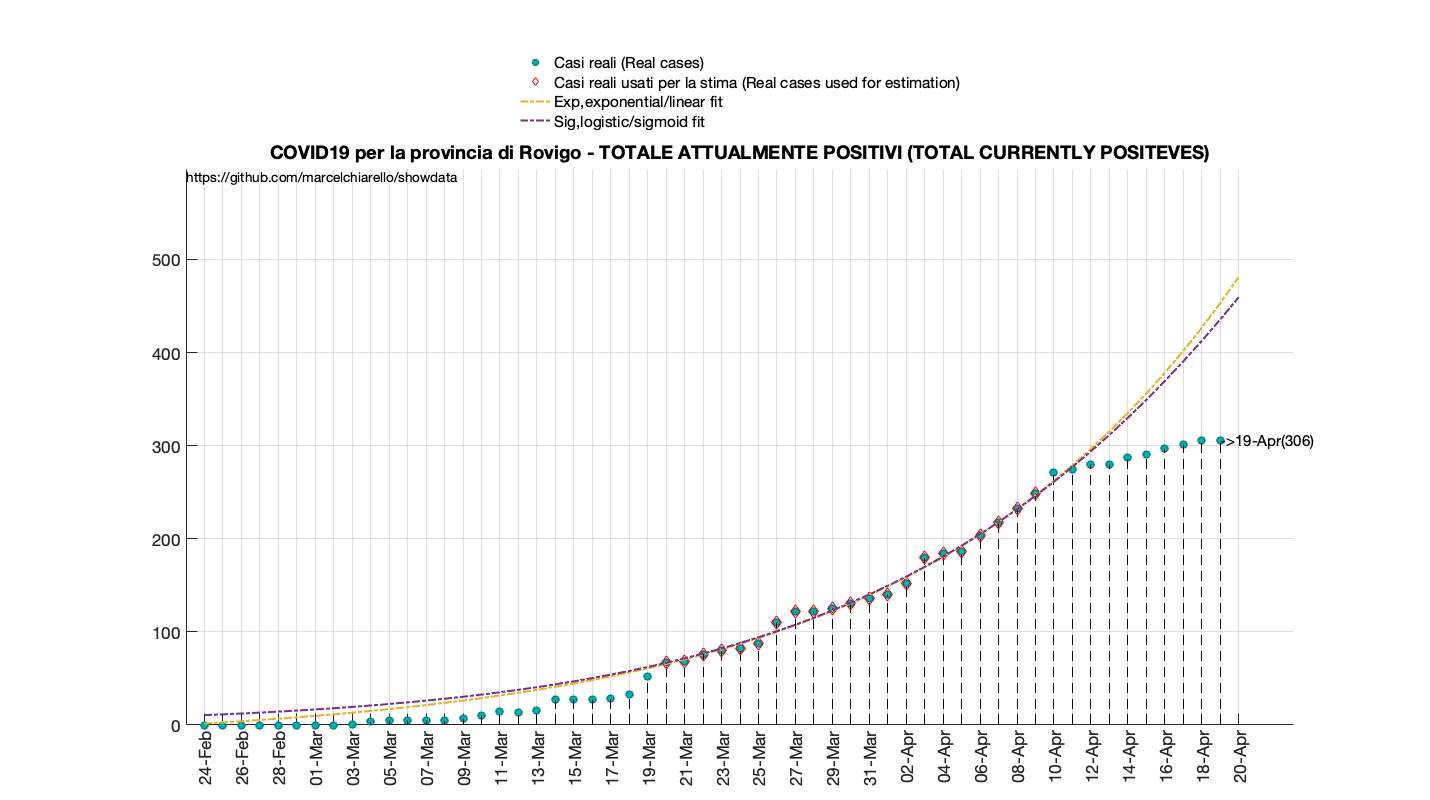 Casi reali (Real cases)
Casi reali usati per la stima (Real cases used for estimation)
Exp,exponential/linear fit
Sig,logistic/sigmoid fit
COVID19 per la provincia di Rovigo - TOTALE ATTUALMENTE POSITIVI (TOTAL CURRENTLY POSITEVES)
https://github.com/marcelchiarello/showdata
500
400
300
200
100
0
>19-Apr(306)
24-Feb
26-Feb
28-Feb
01-Mar
03-Mar
05-Mar
07-Mar
09-Mar
11-Mar
13-Mar
15-Mar
17-Mar
19-Mar
21-Mar
23-Mar
25-Mar
27-Mar
29-Mar
31-Mar
02-Apr
04-Apr
06-Apr
08-Apr
10-Apr
12-Apr
14-Apr
16-Apr
18-Apr
20-Apr